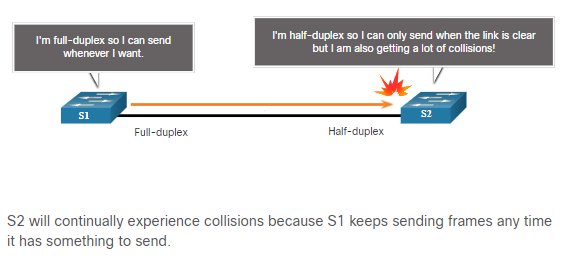 I'm full-duplex so I can send
whenever I want.
I'm half-duplex so I can only send when the link is clear
but I am also getting a lot of collisions!
S1
S2
Full-duplex
Half-duplex
S2 will continually experience collisions because S1 keeps sending frames any time
it has something to send.